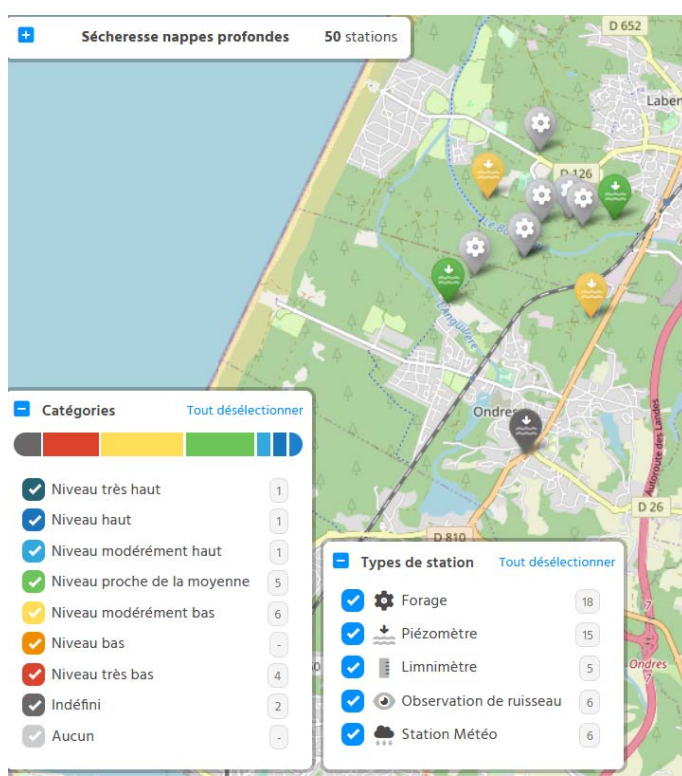 Sécheresse nappes profondes 50 stations
D 652
D 126
Ondres
D 26
D 810
Autoroute des Landes
7
Ondres
7
Catégories Tout désélectionner
Niveau très haut 1
Niveau haut 1
Niveau modérément haut 1
Niveau proche de la moyenne 5
Niveau modérément bas 6
Niveau bas -
Niveau très bas 4
Indéfini 2
Aucun -
Types de station Tout désélectionner
Forage 18
Piézomètre 15
Limnimètre 5
Observation de ruisseau 6
Station Météo 6